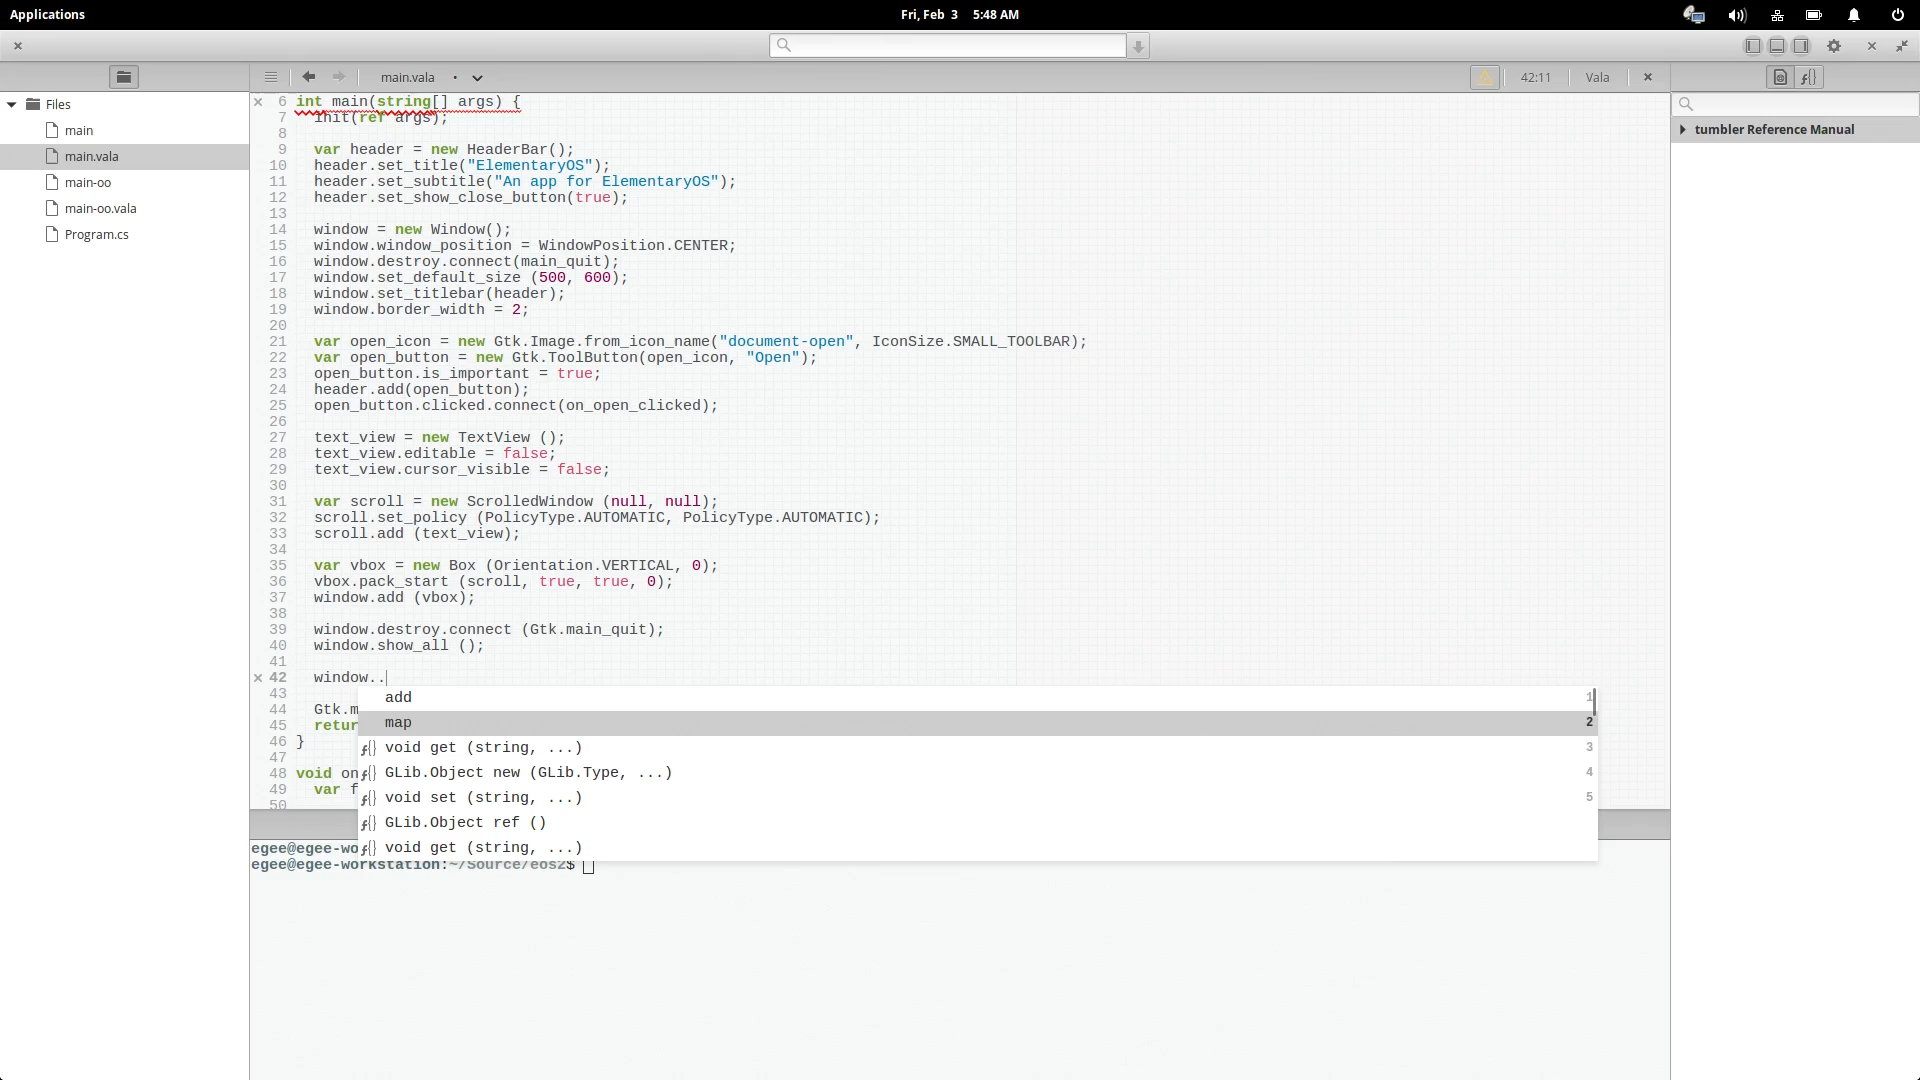 Applications
Fri, Feb 3 5:48 AM
main.vala
42:11
Vala
Files
main
main.vala
main-oo
main-oo.vala
Program.cs
6 int main(string[] args) {
7 init(ref args);
8
9 var header = new HeaderBar();
10 header.set_title("ElementaryOS");
11 header.set_subtitle("An app for ElementaryOS");
12 header.set_show_close_button(true);
13
14 window = new Window();
15 window.window_position = WindowPosition.CENTER;
16 window.destroy.connect(main_quit);
17 window.set_default_size (500, 600);
18 window.set_titlebar(header);
19 window.border_width = 2;
20
21 var open_icon = new Gtk.Image.from_icon_name("document-open", IconSize.SMALL_TOOLBAR);
22 var open_button = new Gtk.ToolButton(open_icon, "Open");
23 open_button.is_important = true;
24 header.add(open_button);
25 open_button.clicked.connect(on_open_clicked);
26
27 text_view = new TextView ();
28 text_view.editable = false;
29 text_view.cursor_visible = false;
30
31 var scroll = new ScrolledWindow (null, null);
32 scroll.set_policy (PolicyType.AUTOMATIC, PolicyType.AUTOMATIC);
33 scroll.add (text_view);
34
35 var vbox = new Box (Orientation.VERTICAL, 0);
36 vbox.pack_start (scroll, true, true, 0);
37 window.add (vbox);
38
39 window.destroy.connect (Gtk.main_quit);
40 window.show_all ();
41
42 window..
43
44 Gtk.m
45 retur
46 }
47
48 void on
49 var f
50
add 1
map 2
void get (string, ...) 3
GLib.Object new (GLib.Type, ...) 4
void set (string, ...) 5
GLib.Object ref ()
void get (string, ...)
egee@egee-wo
egee@egee-workstation:~/Source/eos2$
tumbler Reference Manual